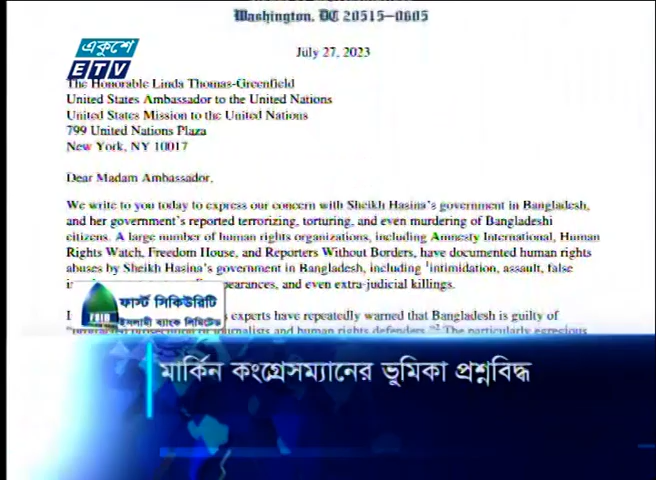 Washington, DC 20515-0605
July 27, 2023
একুশে
ETV
The Honorable Linda Thomas-Greenfield
United States Ambassador to the United Nations
United States Mission to the United Nations
799 United Nations Plaza
New York, NY 10017
Dear Madam Ambassador,
We write to you today to express our concern with Sheikh Hasina's government in Bangladesh,
and her government's reported terrorizing, torturing, and even murdering of Bangladeshi
citizens. A large number of human rights organizations, including Amnesty International, Human
Rights Watch, Freedom House, and Reporters Without Borders, have documented human rights
abuses by Sheikh Hasina's government in Bangladesh, including "intimidation, assault, false
and even extra-judicial killings.
experts have repeatedly warned that Bangladesh is guilty of
and human rights defenders."2 The particularly egregious
ফার্স্ট সিকিউরিটি
ইসলামী ব্যাংক লিমিটেড
মার্কিন কংগ্রেসম্যানের ভুমিকা প্রশ্নবিদ্ধ